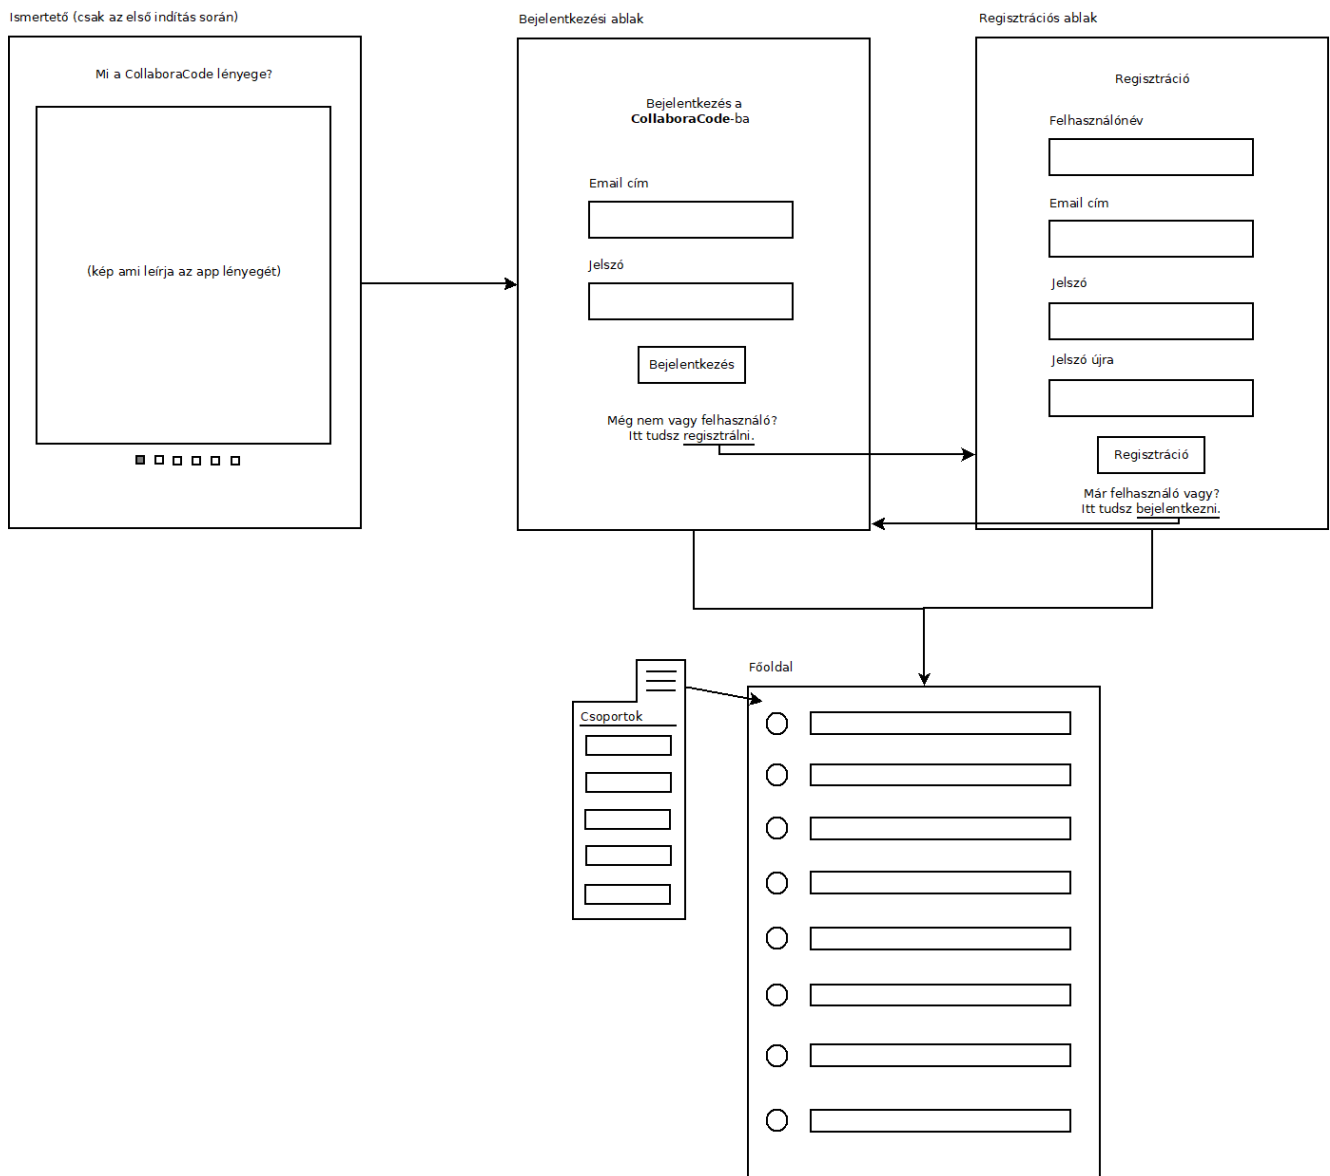 Ismertető (csak az első indítás során)
Mi a CollaboraCode lényege?
(kép ami leírja az app lényegét)
Bejelentkezési ablak
Bejelentkezés a
CollaboraCode-ba
Email cím
Jelszó
Bejelentkezés
Még nem vagy felhasználó?
Itt tudsz regisztrálni.
Regisztrációs ablak
Regisztráció
Felhasználónév
Email cím
Jelszó
Jelszó újra
Regisztráció
Már felhasználó vagy?
Itt tudsz bejelentkezni.
Csoportok
Főoldal